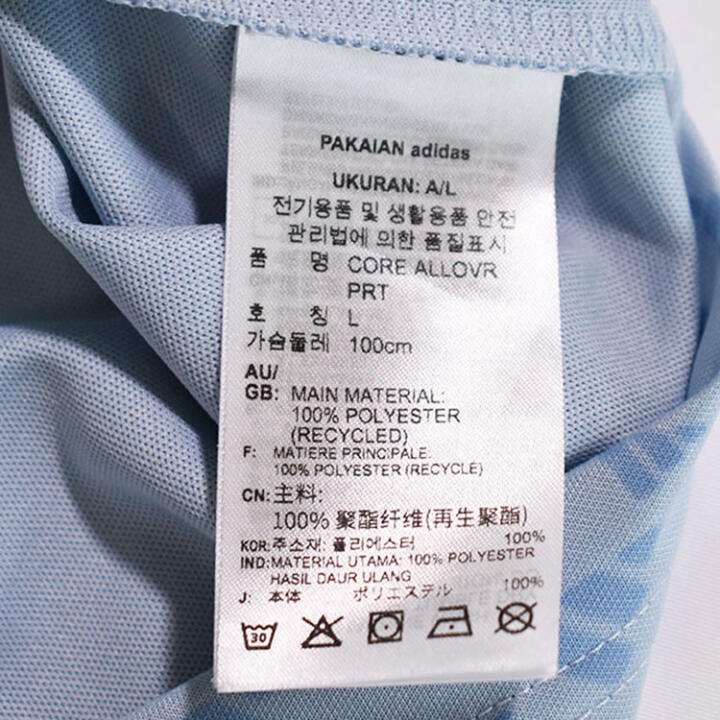 PAKAIAN adidas
UKURAN: A/L
전기용품 및 생활용품 안전
관리법에 의한 품질표시
품 명 CORE ALLOVR
PRT
호 칭 L
가슴둘레 100cm
AU/
GB: MAIN MATERIAL:
100% POLYESTER
(RECYCLED)
F: MATIERE PRINCIPALE:
100% POLYESTER (RECYCLÉ)
CN: 主料:
100% 聚酯纤维(再生聚酯)
KOR: 주소재: 폴리에스터 100%
IND: MATERIAL UTAMA: 100% POLYESTER
HASIL DAUR ULANG
J: 本体 ポリエステル 100%
30